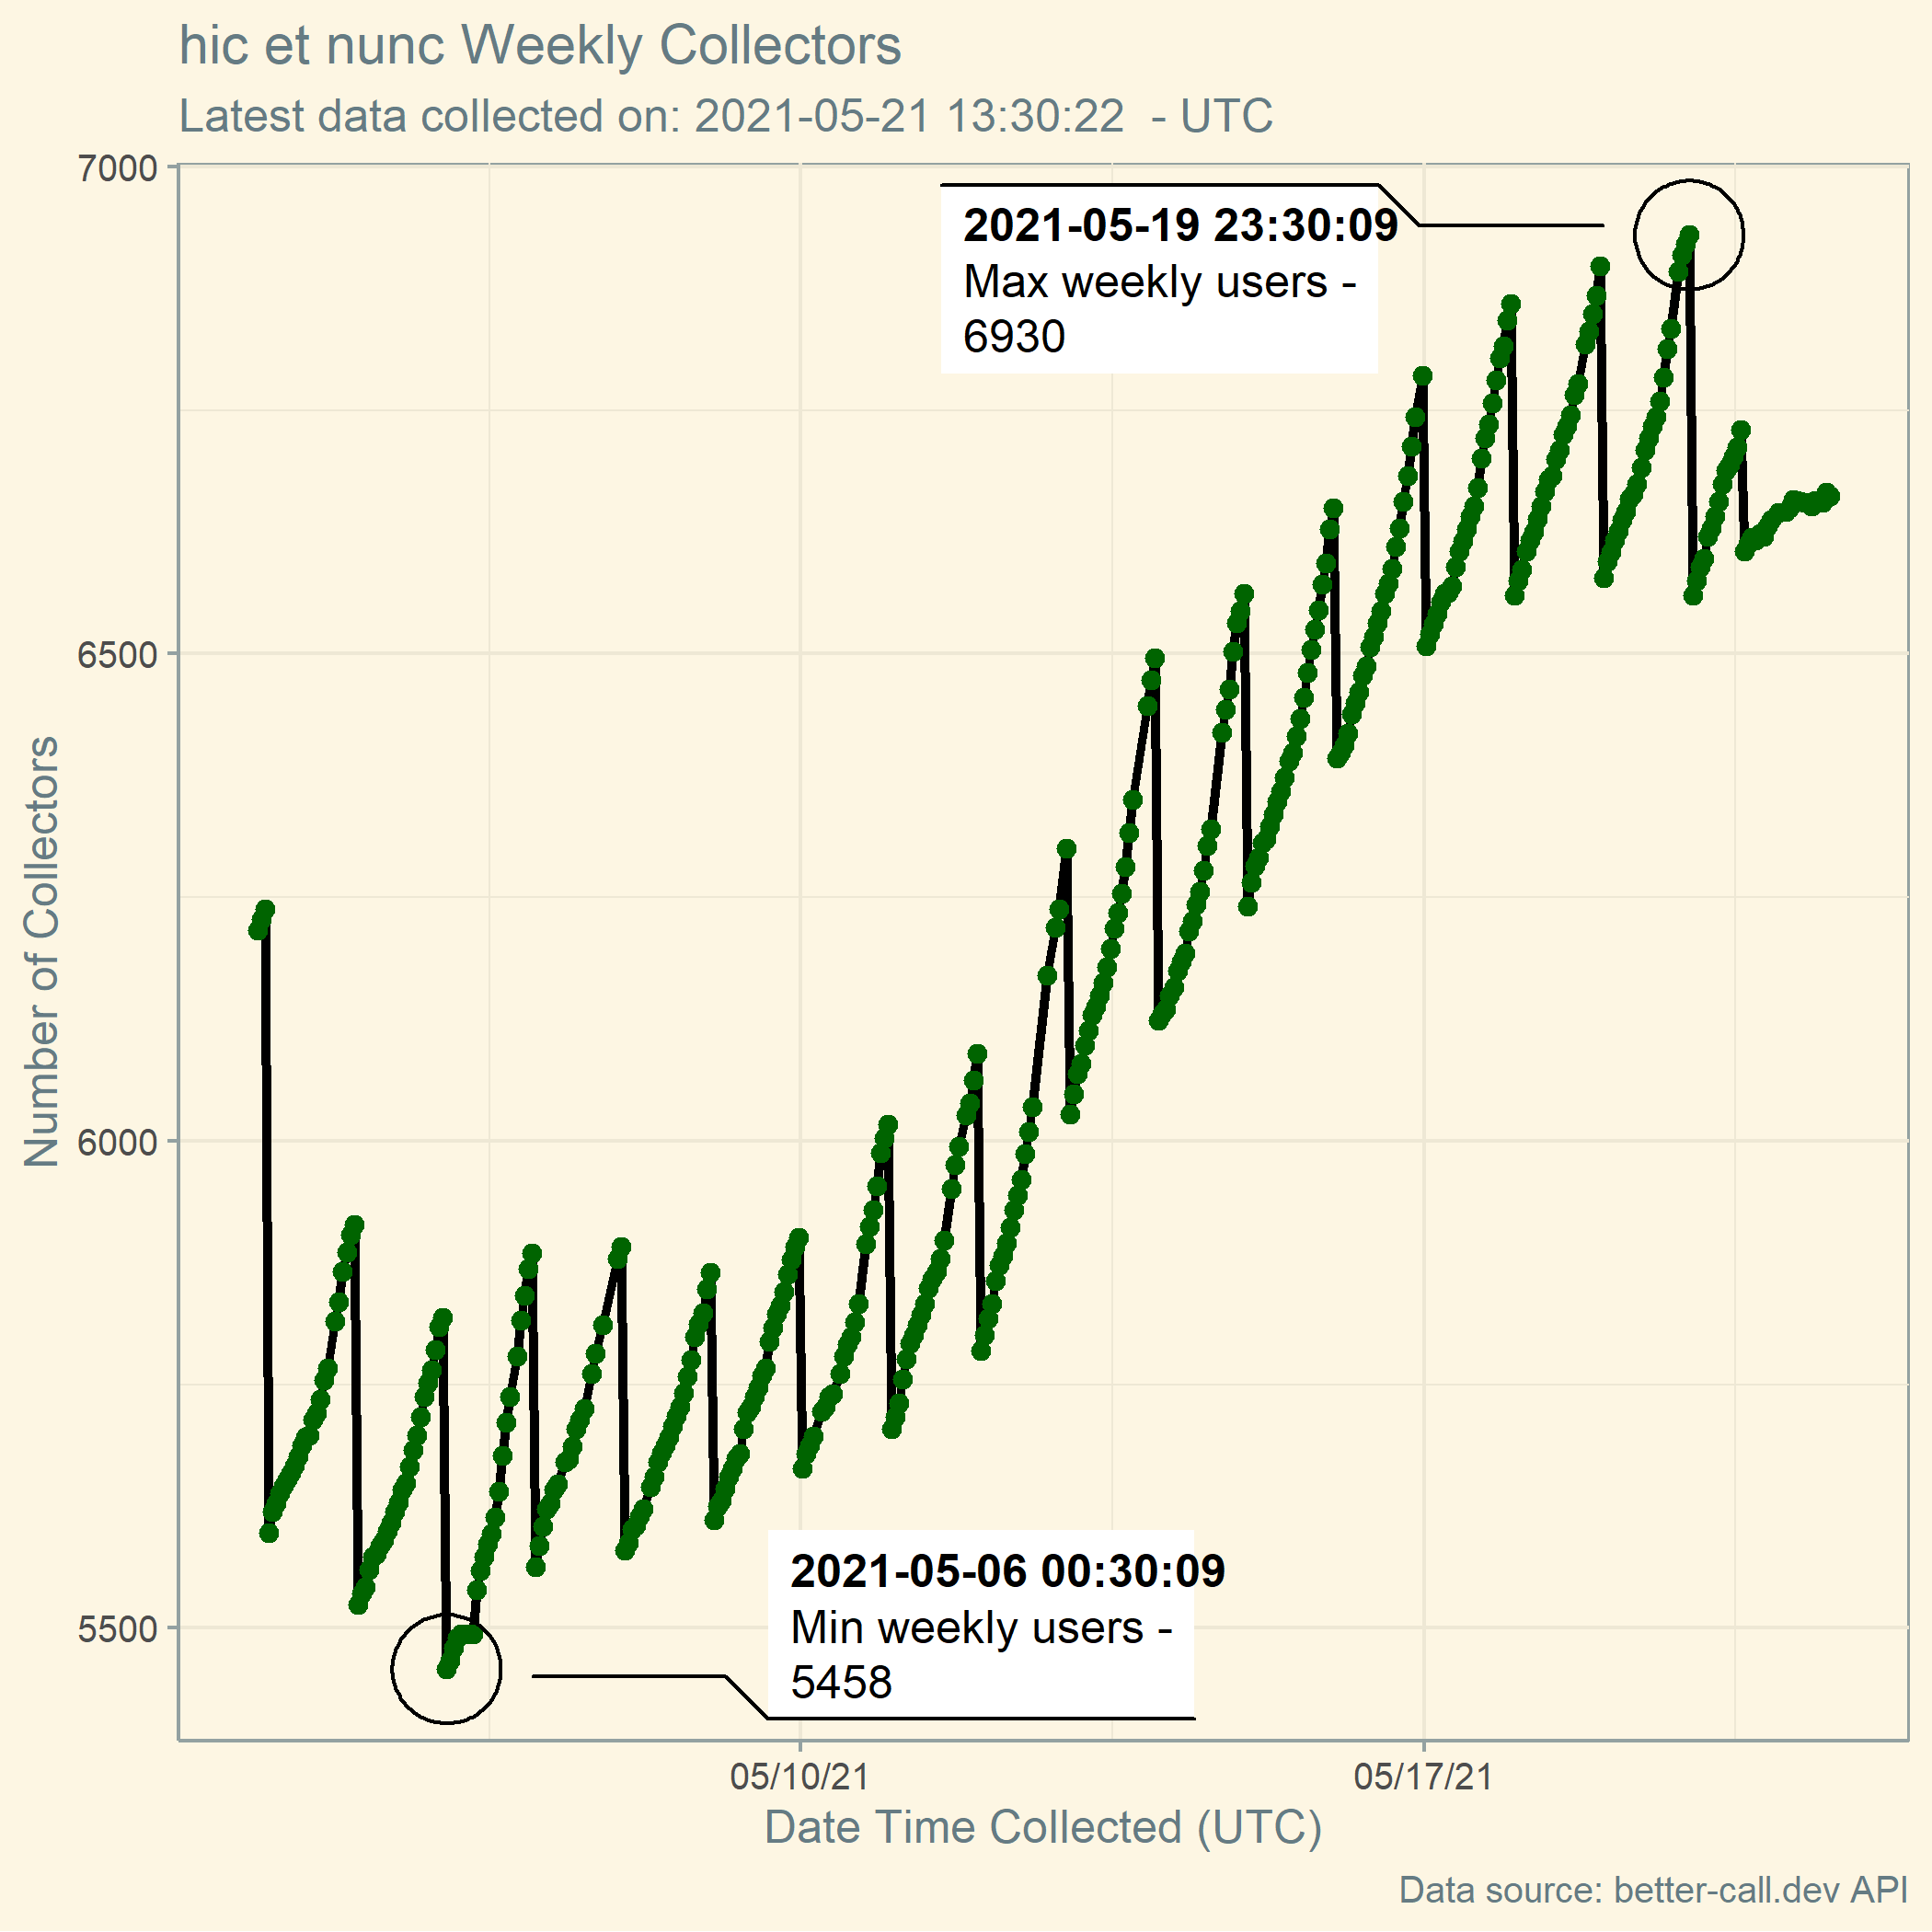 hic et nunc Weekly Collectors
Latest data collected on: 2021-05-21 13:30:22  - UTC
7000
2021-05-19 23:30:09
Max weekly users -
6930
6500
Number of Collectors
6000
2021-05-06 00:30:09
Min weekly users -
5458
5500
05/10/21
05/17/21
Date Time Collected (UTC)
Data source: better-call.dev API